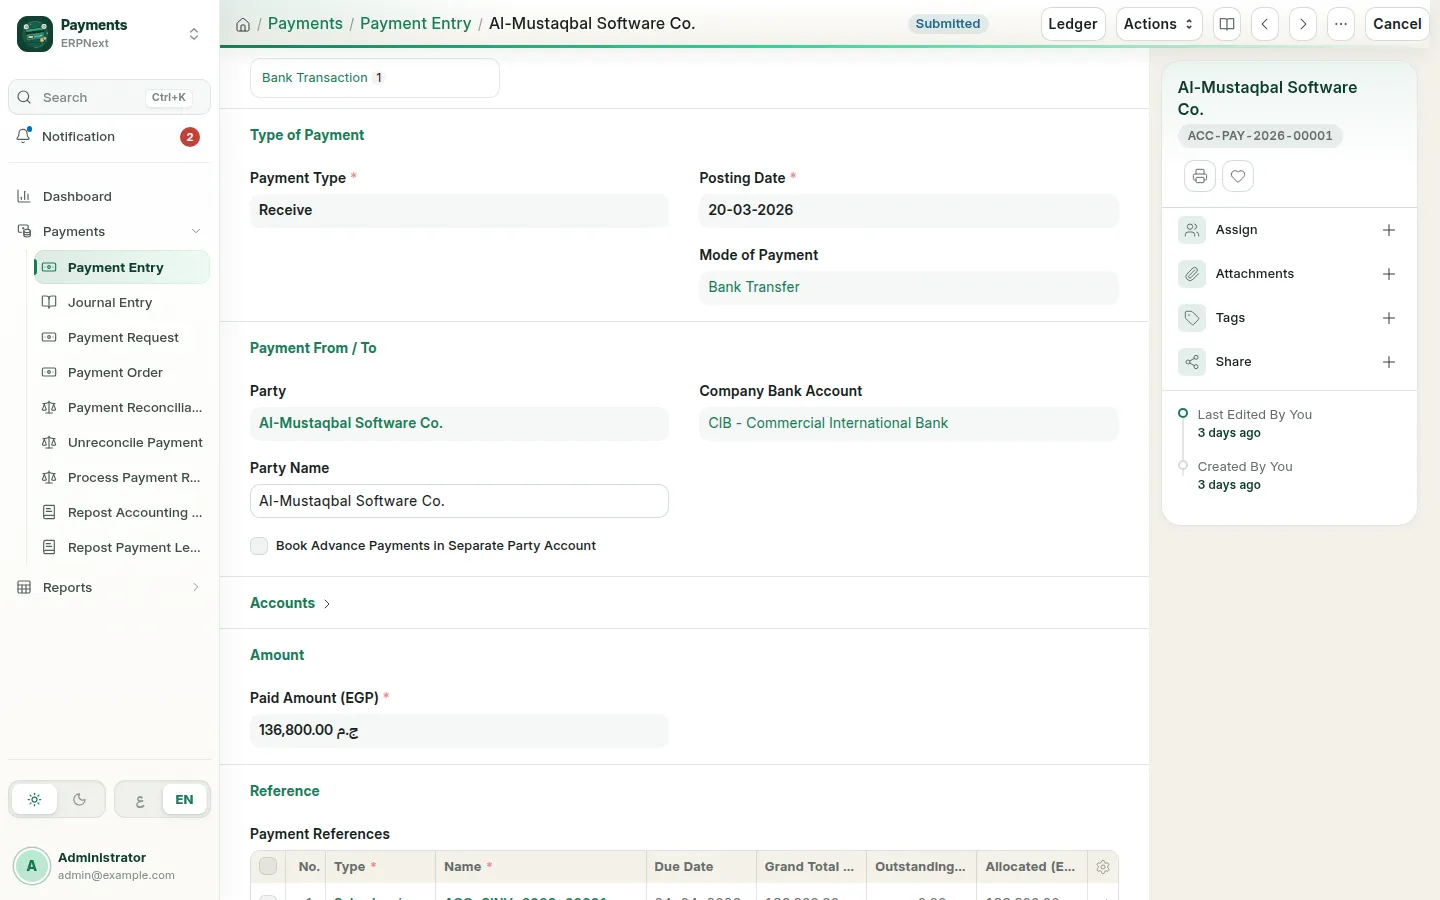 Payments
ERPNext
Search
Ctrl+K
Notification
2
Dashboard
Payments
Payment Entry
Journal Entry
Payment Request
Payment Order
Payment Reconcilia...
Unreconcile Payment
Process Payment R...
Repost Accounting ...
Repost Payment Le...
Reports
ع
EN
A
Administrator
admin@example.com
/ Payments / Payment Entry / Al-Mustaqbal Software Co.
Submitted
Ledger
Actions
Cancel
Bank Transaction 1
Type of Payment
Payment Type *
Receive
Posting Date *
20-03-2026
Mode of Payment
Bank Transfer
Payment From / To
Party
Al-Mustaqbal Software Co.
Company Bank Account
CIB - Commercial International Bank
Party Name
Al-Mustaqbal Software Co.
Book Advance Payments in Separate Party Account
Accounts
Amount
Paid Amount (EGP) *
136,800.00 ج.م
Reference
Payment References
No. Type * Name * Due Date Grand Total ... Outstanding... Allocated (E...
Al-Mustaqbal Software
Co.
ACC-PAY-2026-00001
Assign
Attachments
Tags
Share
Last Edited By You
3 days ago
Created By You
3 days ago